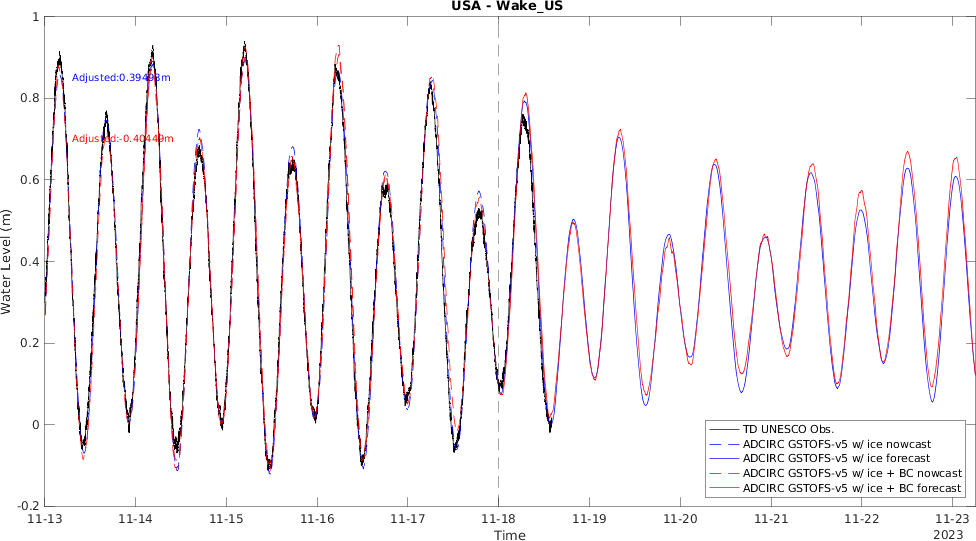 USA - Wake_US
Water Level (m)
1
0.8
0.6
0.4
0.2
0
-0.2
Adjusted:0.39493m
Adjusted:-0.40449m
TD UNESCO Obs.
ADCIRC GSTOFS-v5 w/ ice nowcast
ADCIRC GSTOFS-v5 w/ ice forecast
ADCIRC GSTOFS-v5 w/ ice + BC nowcast
ADCIRC GSTOFS-v5 w/ ice + BC forecast
11-13 11-14 11-15 11-16 11-17 11-18 11-19 11-20 11-21 11-22 11-23
Time
2023